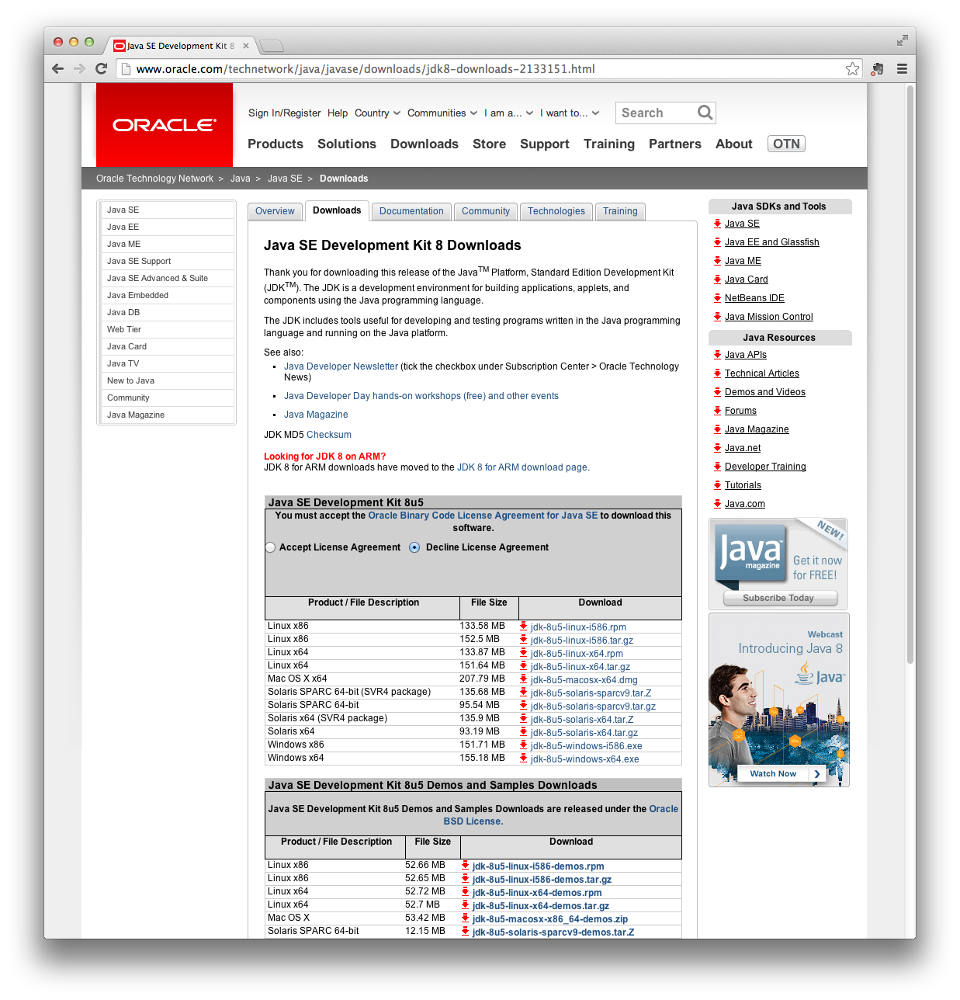 Java SE Development Kit 8
www.oracle.com/technetwork/java/javase/downloads/jdk8-downloads-2133151.html
ORACLE
Sign In/Register Help Country Communities I am a... I want to... Search
Products Solutions Downloads Store Support Training Partners About OTN
Oracle Technology Network > Java > Java SE > Downloads
Java SE
Java EE
Java ME
Java SE Support
Java SE Advanced & Suite
Java Embedded
Java DB
Web Tier
Java Card
Java TV
New to Java
Community
Java Magazine
Overview Downloads Documentation Community Technologies Training
Java SE Development Kit 8 Downloads
Thank you for downloading this release of the Java™ Platform, Standard Edition Development Kit
(JDK™). The JDK is a development environment for building applications, applets, and
components using the Java programming language.
The JDK includes tools useful for developing and testing programs written in the Java programming
language and running on the Java platform.
See also:
Java Developer Newsletter (tick the checkbox under Subscription Center > Oracle Technology
News)
Java Developer Day hands-on workshops (free) and other events
Java Magazine
JDK MD5 Checksum
Looking for JDK 8 on ARM?
JDK 8 for ARM downloads have moved to the JDK 8 for ARM download page.
Java SE Development Kit 8u5
You must accept the Oracle Binary Code License Agreement for Java SE to download this
software.
Accept License Agreement Decline License Agreement
Product / File Description File Size Download
Linux x86 133.58 MB jdk-8u5-linux-i586.rpm
Linux x86 152.5 MB jdk-8u5-linux-i586.tar.gz
Linux x64 133.87 MB jdk-8u5-linux-x64.rpm
Linux x64 151.64 MB jdk-8u5-linux-x64.tar.gz
Mac OS X x64 207.79 MB jdk-8u5-macosx-x64.dmg
Solaris SPARC 64-bit (SVR4 package) 135.68 MB jdk-8u5-solaris-sparcv9.tar.Z
Solaris SPARC 64-bit 95.54 MB jdk-8u5-solaris-sparcv9.tar.gz
Solaris x64 (SVR4 package) 135.9 MB jdk-8u5-solaris-x64.tar.Z
Solaris x64 93.19 MB jdk-8u5-solaris-x64.tar.gz
Windows x86 151.71 MB jdk-8u5-windows-i586.exe
Windows x64 155.18 MB jdk-8u5-windows-x64.exe
Java SE Development Kit 8u5 Demos and Samples Downloads
Java SE Development Kit 8u5 Demos and Samples Downloads are released under the Oracle
BSD License.
Product / File Description File Size Download
Linux x86 52.66 MB jdk-8u5-linux-i586-demos.rpm
Linux x86 52.65 MB jdk-8u5-linux-i586-demos.tar.gz
Linux x64 52.72 MB jdk-8u5-linux-x64-demos.rpm
Linux x64 52.7 MB jdk-8u5-linux-x64-demos.tar.gz
Mac OS X 53.42 MB jdk-8u5-macosx-x86_64-demos.zip
Solaris SPARC 64-bit 12.15 MB jdk-8u5-solaris-sparcv9-demos.tar.Z
Java SDKs and Tools
Java SE
Java EE and Glassfish
Java ME
Java Card
NetBeans IDE
Java Mission Control
Java Resources
Java APIs
Technical Articles
Demos and Videos
Forums
Java Magazine
Java.net
Developer Training
Tutorials
Java.com
NEW!
Java™
magazine
Get it now
for FREE!
Subscribe Today
Webcast
Introducing Java 8
Java™
Watch Now